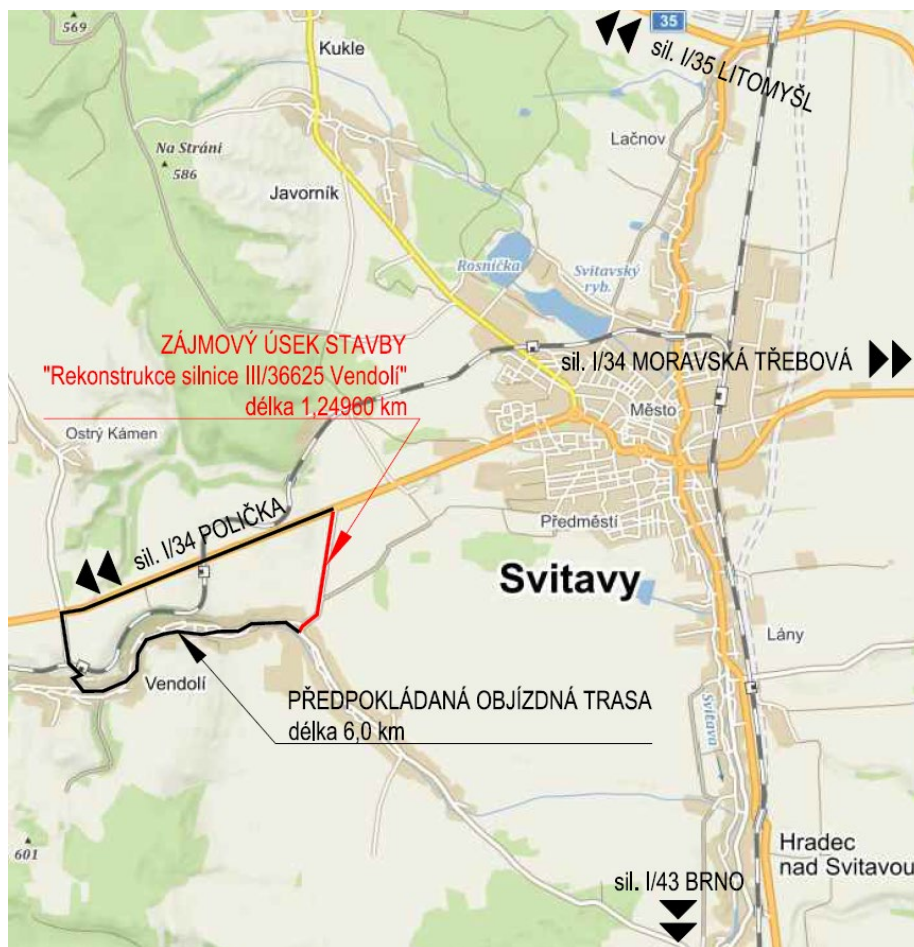 569
Kukle
35
sil. I/35 LITOMYŠL
Na Stráni
586
Lačnov
Javorník
Rosnička
Svitavský
ryb.
ZÁJMOVÝ ÚSEK STAVBY
"Rekonstrukce silnice III/36625 Vendolí"
délka 1,24960 km
sil. I/34 MORAVSKÁ TŘEBOVÁ
Město
Ostrý Kámen
sil. I/34 POLIČKA
Předměstí
Svitavy
Lány
Vendolí
PŘEDPOKLÁDANÁ OBJÍZDNÁ TRASA
délka 6,0 km
Svitava
601
Hradec
nad Svitavou
sil. I/43 BRNO